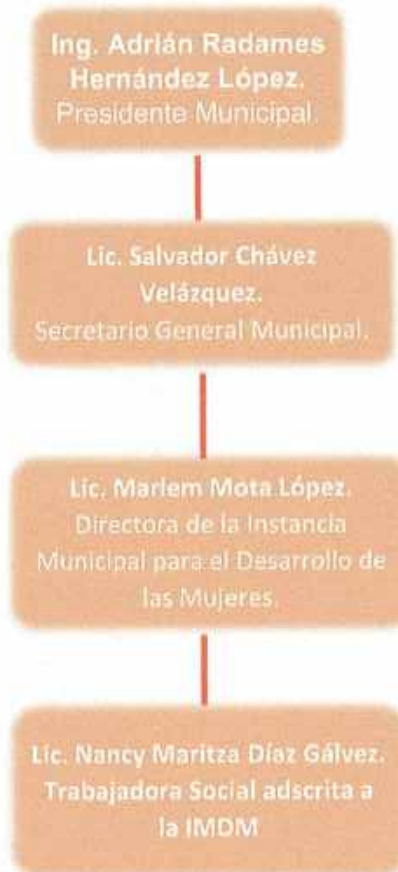 Ing. Adrián Radames
Hernández López.
Presidente Municipal.
Lic. Salvador Chávez
Velázquez.
Secretario General Municipal.
Lic. Marlem Mota López.
Directora de la Instancia
Municipal para el Desarrollo de
las Mujeres.
Lic. Nancy Maritza Díaz Gálvez.
Trabajadora Social adscrita a
la IMDM